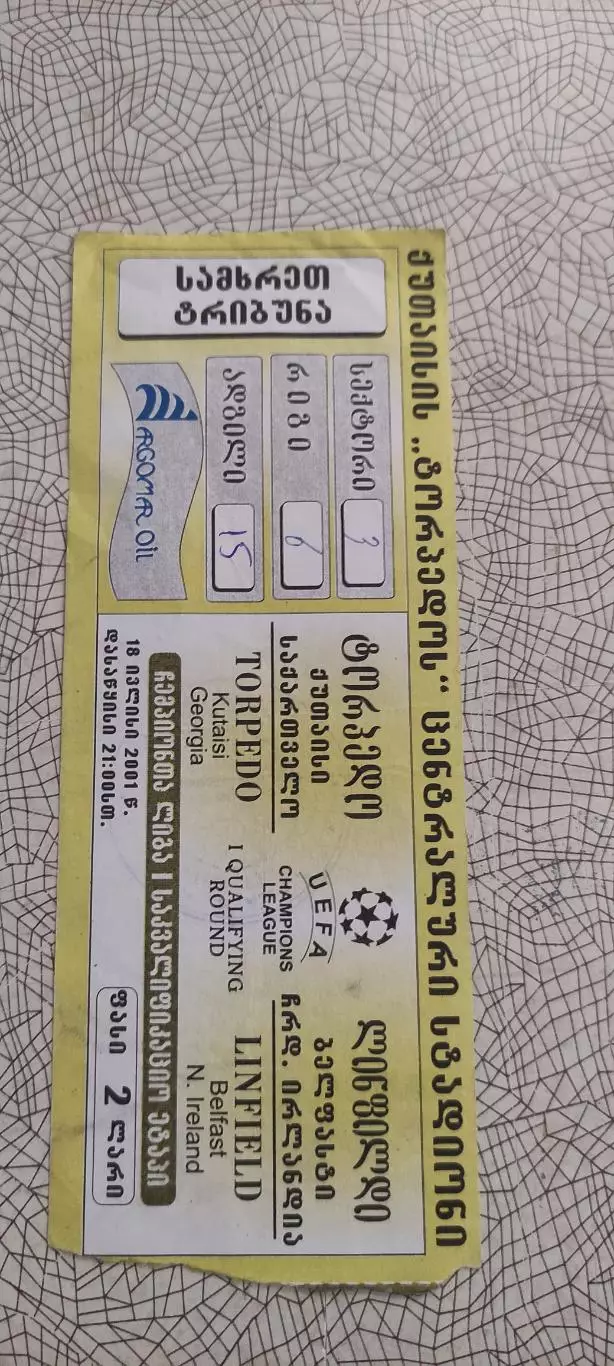 ქუთაისის „ტორპედოს“ ცენტრალური სტადიონი
სამხრეთ
ტრიბუნა
სექტორი 3
რიგი 6
ადგილი 15
ARGOMAR OIL
ტორპედო
ქუთაისი
საქართველო
TORPEDO
Kutaisi
Georgia
UEFA
CHAMPIONS
LEAGUE
I QUALIFYING
ROUND
ლინფილდი
ბელფასტი
ჩრდ. ირლანდია
LINFIELD
Belfast
N. Ireland
ჩემპიონთა ლიგა I საკვალიფიკაციო ეტაპი
18 ივლისი 2001 წ.
დასაწყისი 21:00სთ.
ფასი 2 ლარი